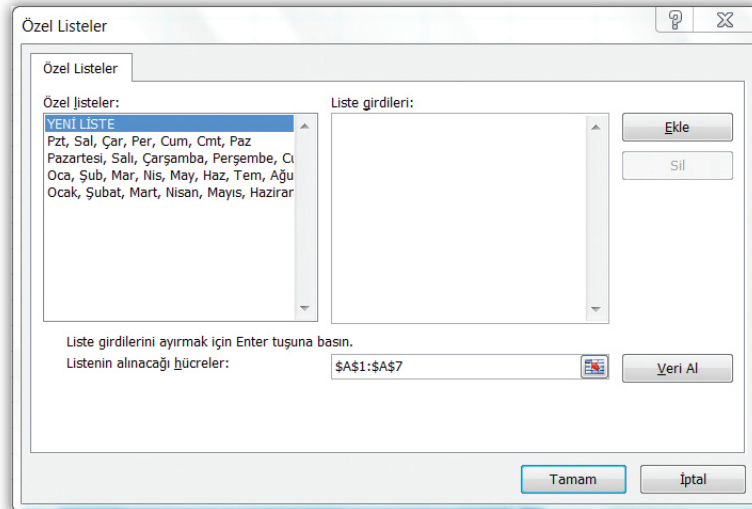 Özel Listeler
Özel Listeler
Özel listeler:
Liste girdileri:
YENİ LİSTE
Pzt, Sal, Çar, Per, Cum, Cmt, Paz
Pazartesi, Salı, Çarşamba, Perşembe, Cu
Oca, Şub, Mar, Nis, May, Haz, Tem, Ağu
Ocak, Şubat, Mart, Nisan, Mayıs, Haziran
Ekle
Sil
Liste girdilerini ayırmak için Enter tuşuna basın.
Listenin alınacağı hücreler:
$A$1:$A$7
Veri Al
Tamam
İptal